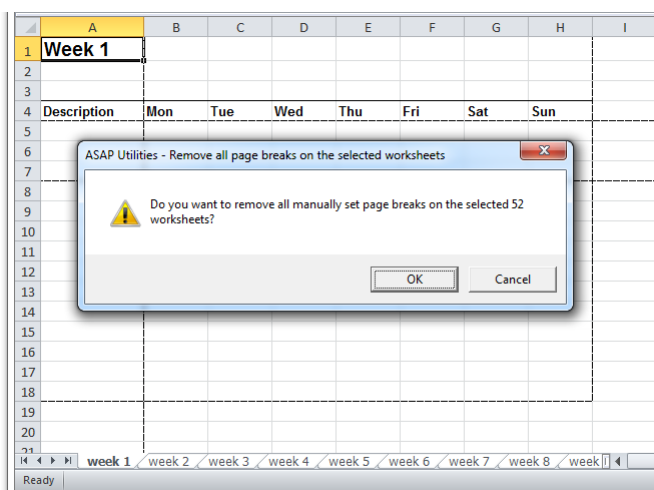 A B C D E F G H I
1 Week 1
2
3
4 Description Mon Tue Wed Thu Fri Sat Sun
5
6 ASAP Utilities - Remove all page breaks on the selected worksheets
7
8
9 Do you want to remove all manually set page breaks on the selected 52
10 worksheets?
11
12 OK Cancel
13
14
15
16
17
18
19
20
21
week 1 week 2 week 3 week 4 week 5 week 6 week 7 week 8 week
Ready